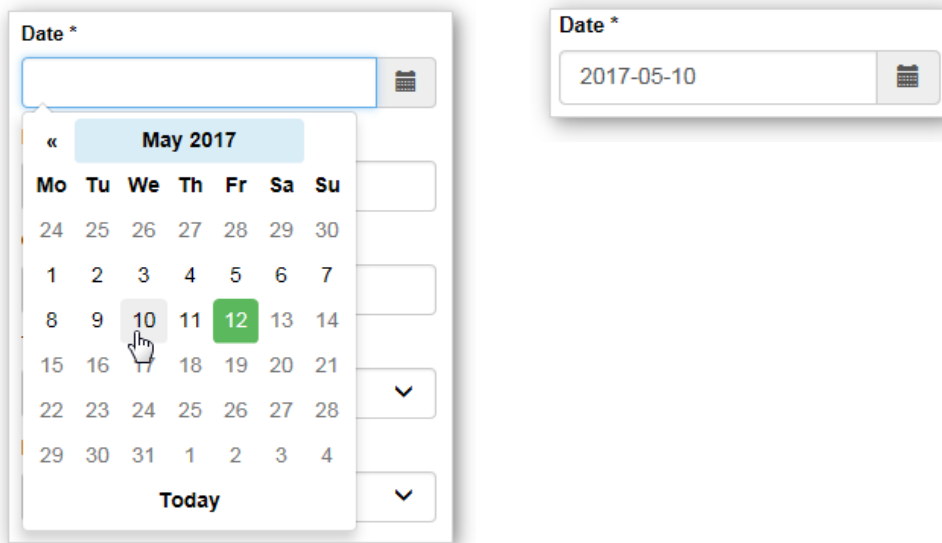 Date *
« May 2017
Mo Tu We Th Fr Sa Su
24 25 26 27 28 29 30
1 2 3 4 5 6 7
8 9 10 11 12 13 14
15 16 17 18 19 20 21
22 23 24 25 26 27 28
29 30 31 1 2 3 4
Today
Date *
2017-05-10